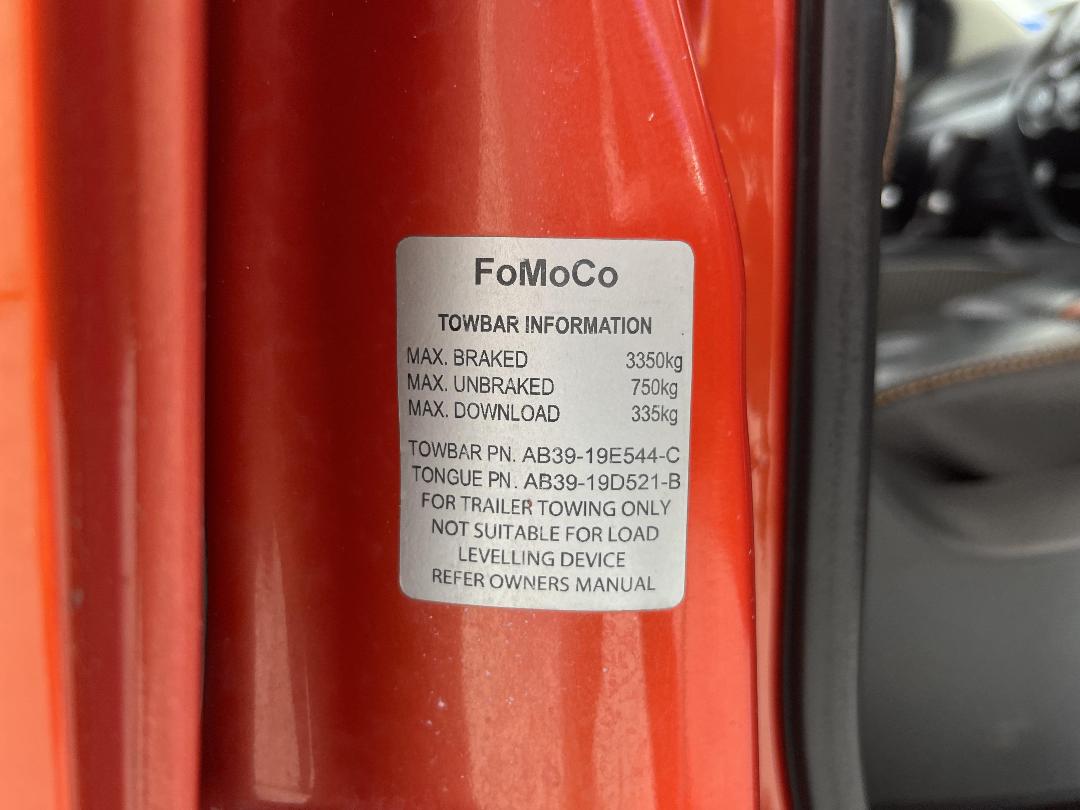 FoMoCo
TOWBAR INFORMATION
MAX. BRAKED 3350kg
MAX. UNBRAKED 750kg
MAX. DOWNLOAD 335kg
TOWBAR PN. AB39-19E544-C
TONGUE PN. AB39-19D521-B
FOR TRAILER TOWING ONLY
NOT SUITABLE FOR LOAD
LEVELLING DEVICE
REFER OWNERS MANUAL